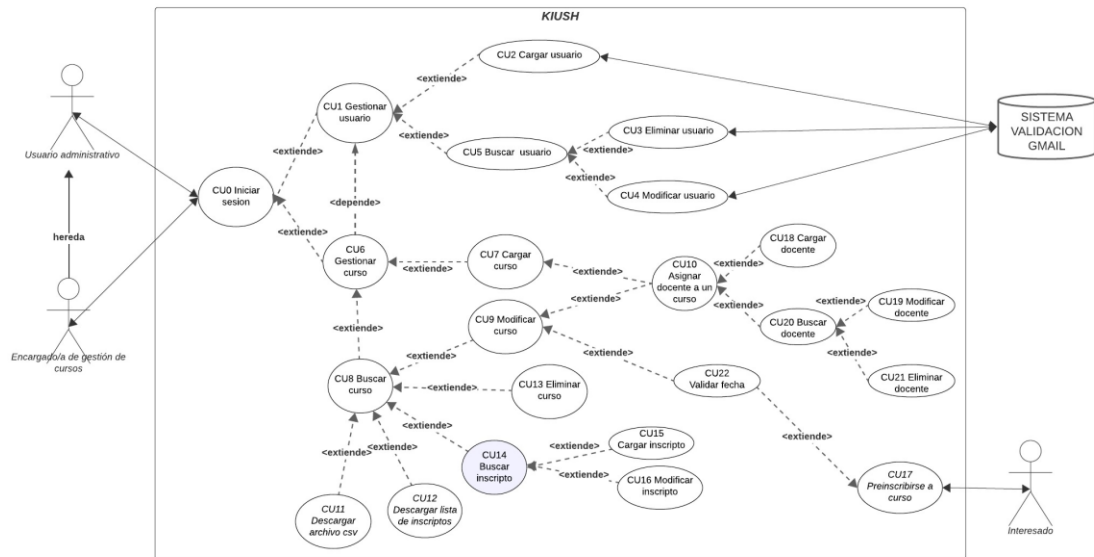 KIUSH
CU2 Cargar usuario
<extiende>
CU1 Gestionar
usuario
<extiende>
CU3 Eliminar usuario
<extiende>
CU5 Buscar  usuario
<extiende>
CU4 Modificar usuario
SISTEMA
VALIDACION
GMAIL
Usuario administrativo
<extiende>
CU0 Iniciar
sesion
<depende>
<extiende>
hereda
CU6
Gestionar
curso
<extiende>
CU7 Cargar
curso
<extiende>
CU10
Asignar
docente a un
curso
<extiende>
CU18 Cargar
docente
<extiende>
CU20 Buscar
docente
<extiende>
CU19 Modificar
docente
<extiende>
CU21 Eliminar
docente
<extiende>
CU9 Modificar
curso
<extiende>
Encargado/a de gestión de
cursos
<extiende>
<extiende>
CU8 Buscar
curso
<extiende>
CU13 Eliminar
curso
<extiende>
CU22
Validar fecha
<extiende>
<extiende>
CU14
Buscar
inscripto
<extiende>
CU15
Cargar inscripto
<extiende>
CU16 Modificar
inscripto
<extiende>
<extiende>
CU11
Descargar
archivo csv
CU12
Descargar lista
de inscriptos
CU17
Preinscribirse a
curso
Interesado